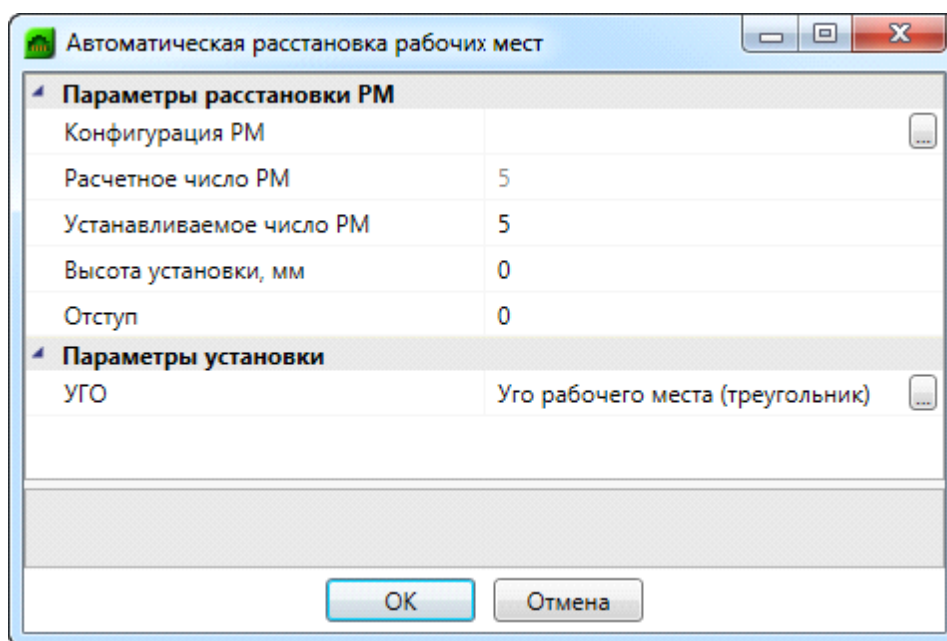 Автоматическая расстановка рабочих мест
Параметры расстановки РМ
Конфигурация РМ ...
Расчетное число РМ 5
Устанавливаемое число РМ 5
Высота установки, мм 0
Отступ 0
Параметры установки
УГО Уго рабочего места (треугольник) ...
ОК Отмена